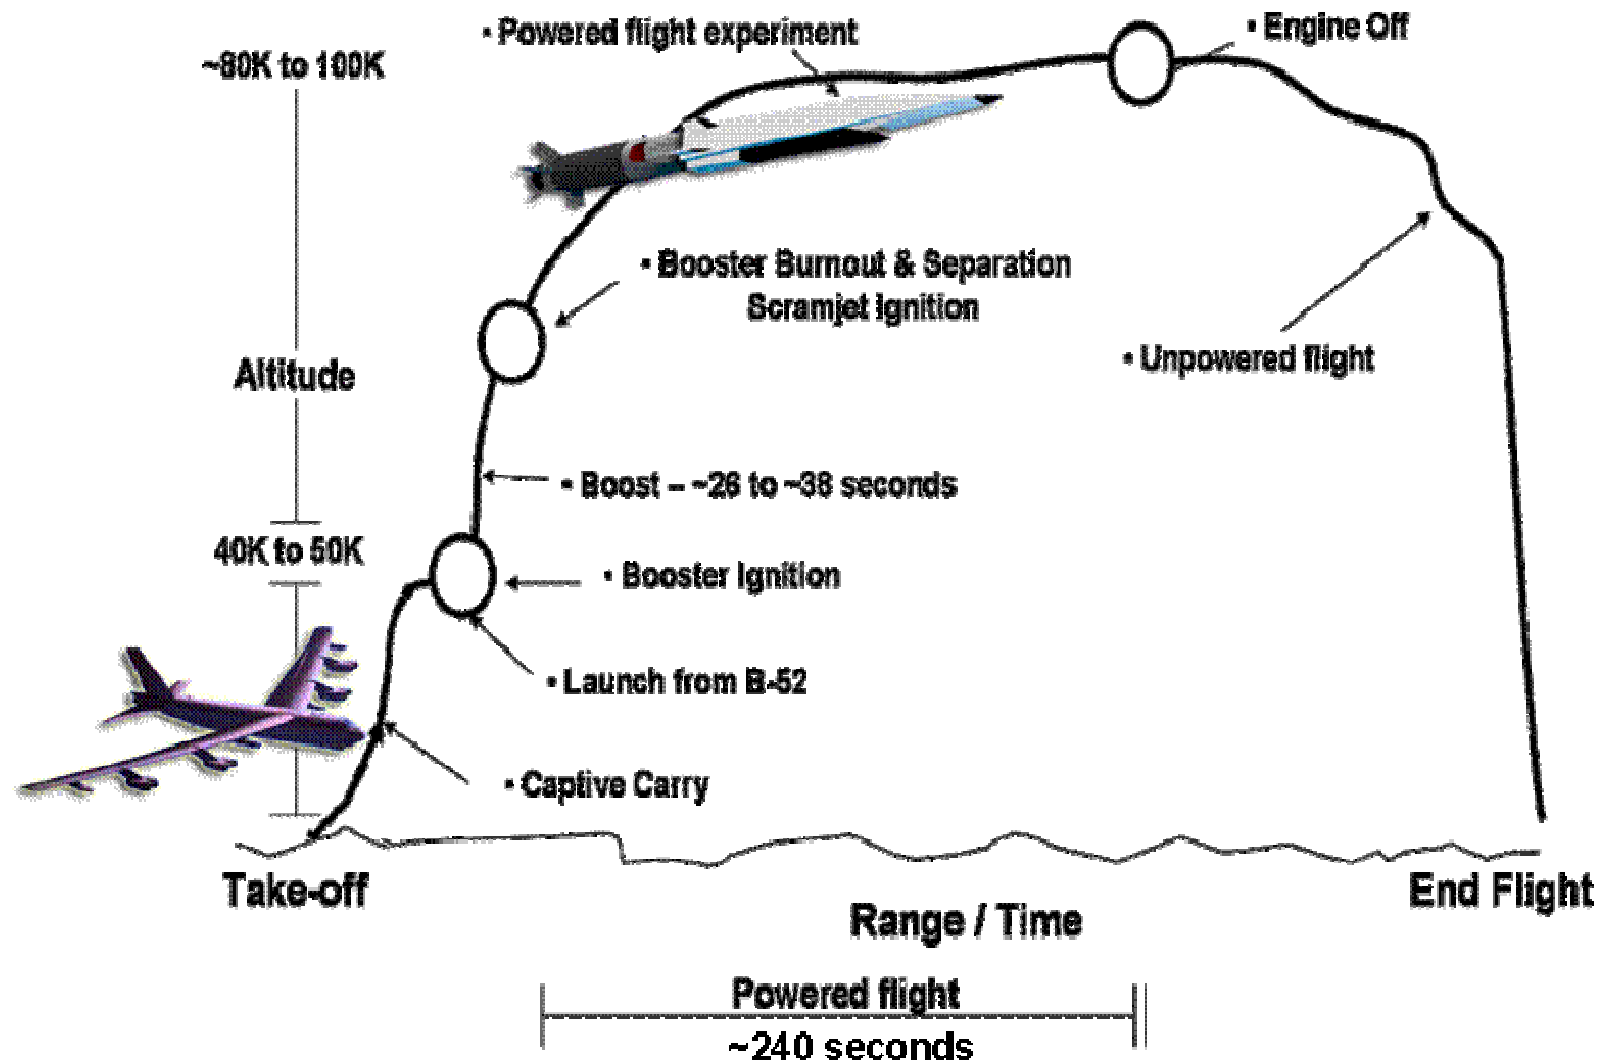 • Powered flight experiment
• Engine Off
~80K to 100K
• Booster Burnout & Separation
Scramjet Ignition
Altitude
• Unpowered flight
• Boost – ~26 to ~38 seconds
40K to 50K
• Booster Ignition
• Launch from B-52
• Captive Carry
Take-off
End Flight
Range / Time
Powered flight
~240 seconds